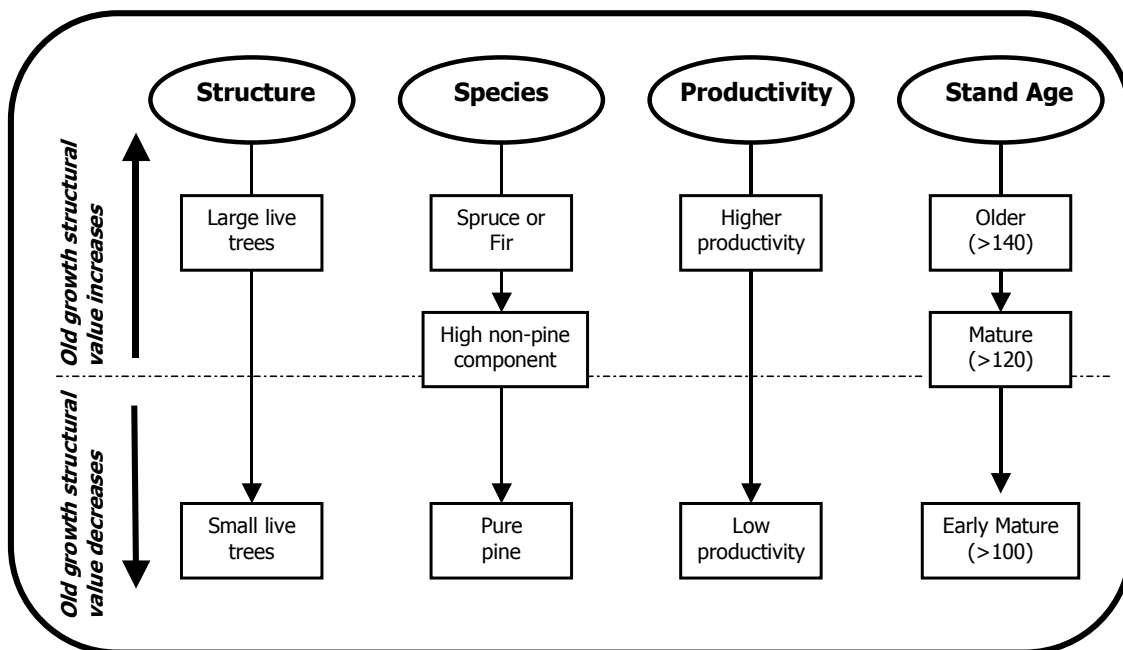 Structure
Species
Productivity
Stand Age
Old growth structural
value increases
Large live
trees
Spruce or
Fir
Higher
productivity
Older
(>140)
High non-pine
component
Mature
(>120)
Old growth structural
value decreases
Small live
trees
Pure
pine
Low
productivity
Early Mature
(>100)